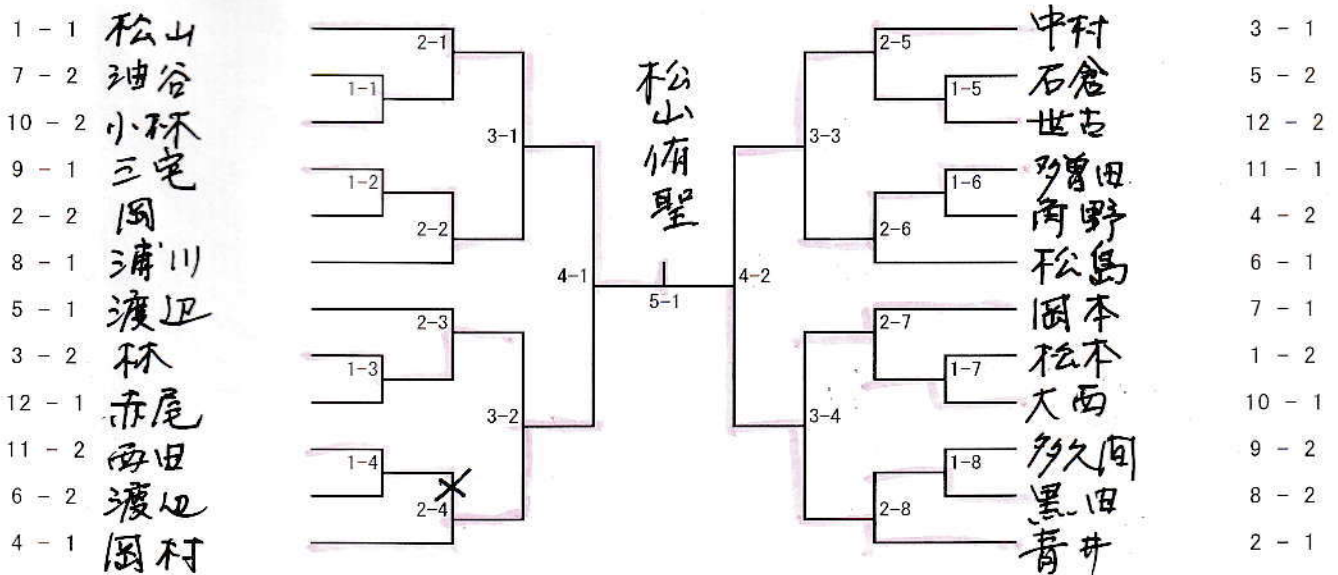 1 - 1 松山
7 - 2 油谷
10 - 2 小林
9 - 1 三宅
2 - 2 岡
8 - 1 浦川
5 - 1 渡辺
3 - 2 林
12 - 1 赤尾
11 - 2 西田
6 - 2 渡辺
4 - 1 岡村
2-1
1-1
3-1
1-2
2-2
4-1
2-3
1-3
3-2
1-4
2-4
松山侑聖
5-1
2-5
1-5
3-3
1-6
2-6
4-2
2-7
1-7
3-4
1-8
2-8
中村 3 - 1
石倉 5 - 2
世古 12 - 2
多曽田 11 - 1
角野 4 - 2
松島 6 - 1
岡本 7 - 1
松本 1 - 2
大西 10 - 1
多久間 9 - 2
黒田 8 - 2
青井 2 - 1